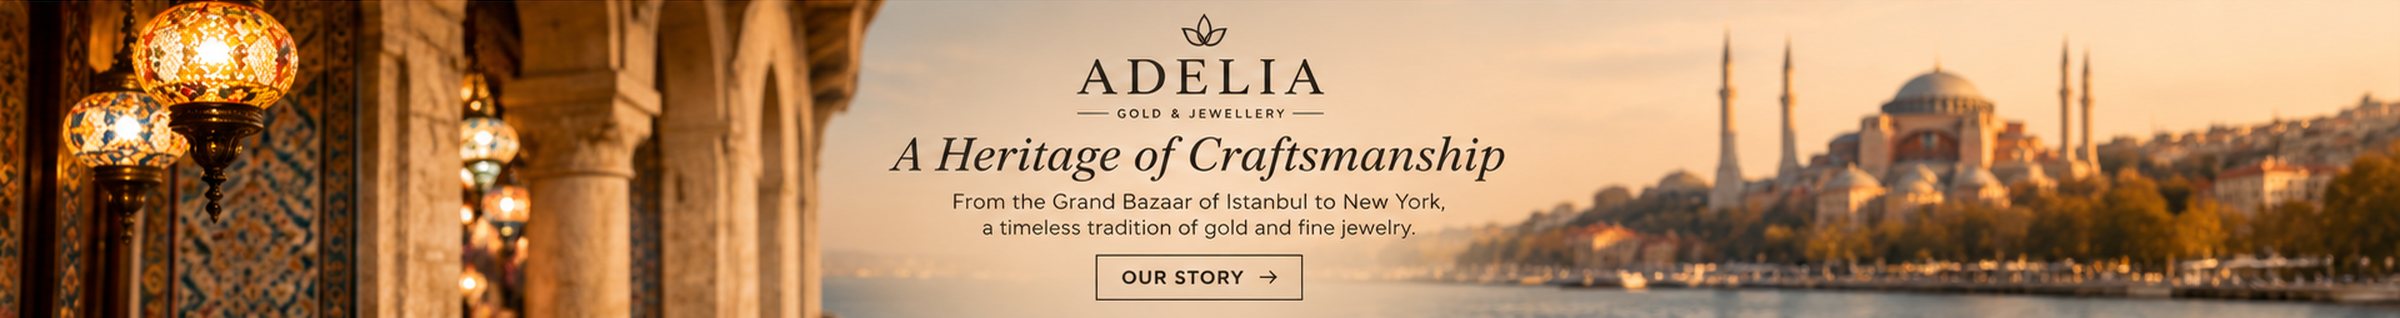 ADELIA
GOLD & JEWELLERY
A Heritage of Craftsmanship
From the Grand Bazaar of Istanbul to New York,
a timeless tradition of gold and fine jewelry.
OUR STORY →